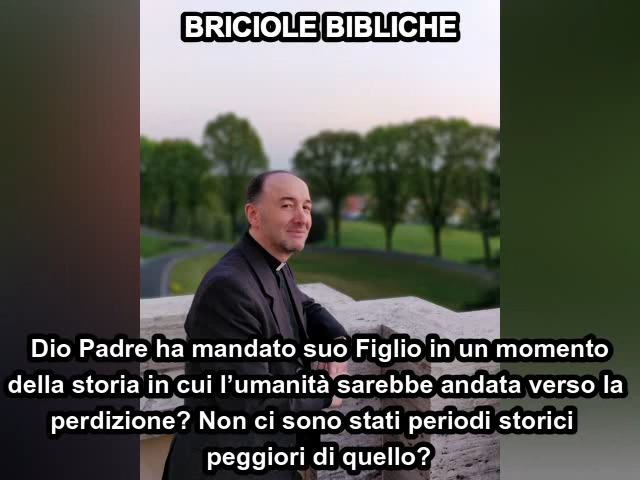 BRICIOLE BIBLICHE
Dio Padre ha mandato suo Figlio in un momento
della storia in cui l’umanità sarebbe andata verso la
perdizione? Non ci sono stati periodi storici
peggiori di quello?